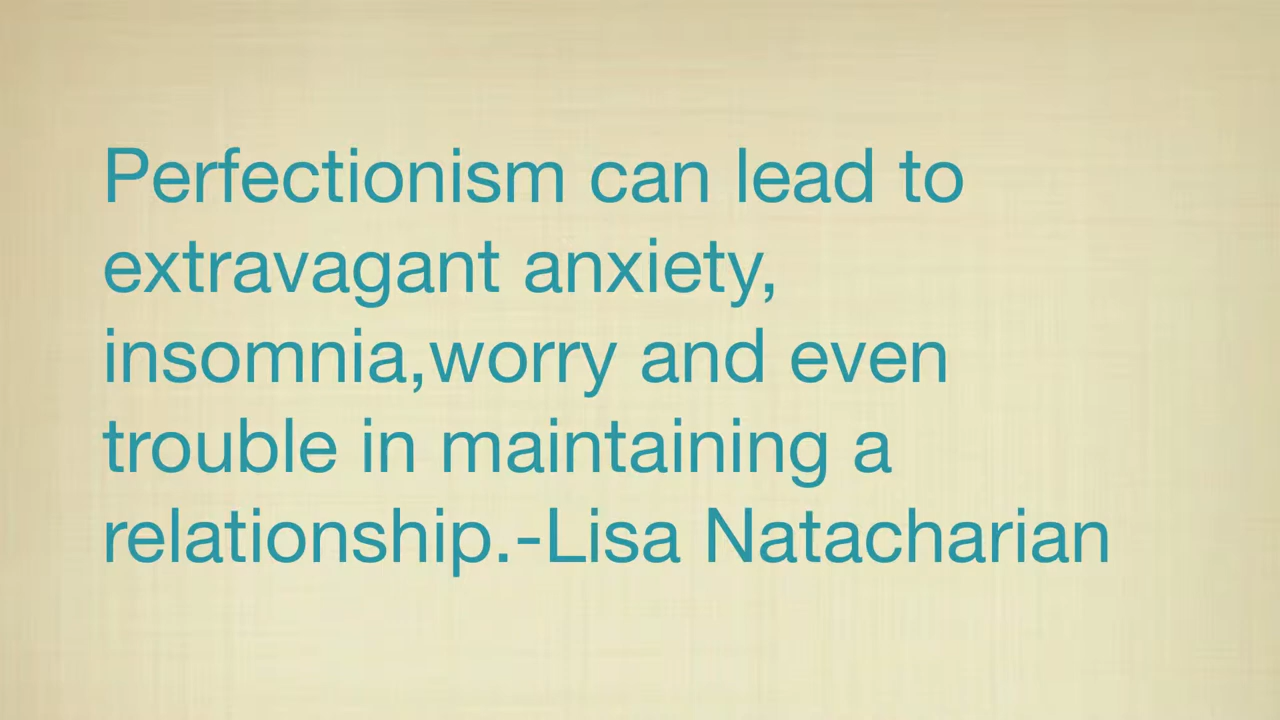 Perfectionism can lead to
extravagant anxiety,
insomnia,worry and even
trouble in maintaining a
relationship.-Lisa Natacharian